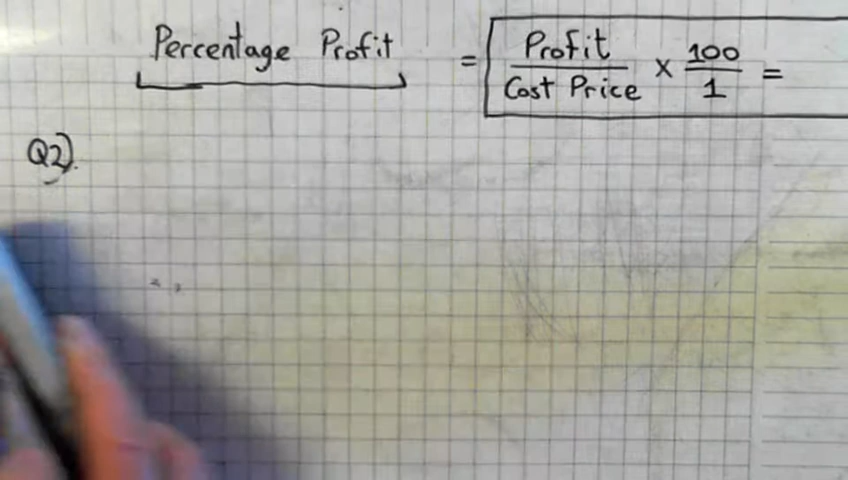 Percentage Profit = Profit / Cost Price × 100 / 1 =
Q2).